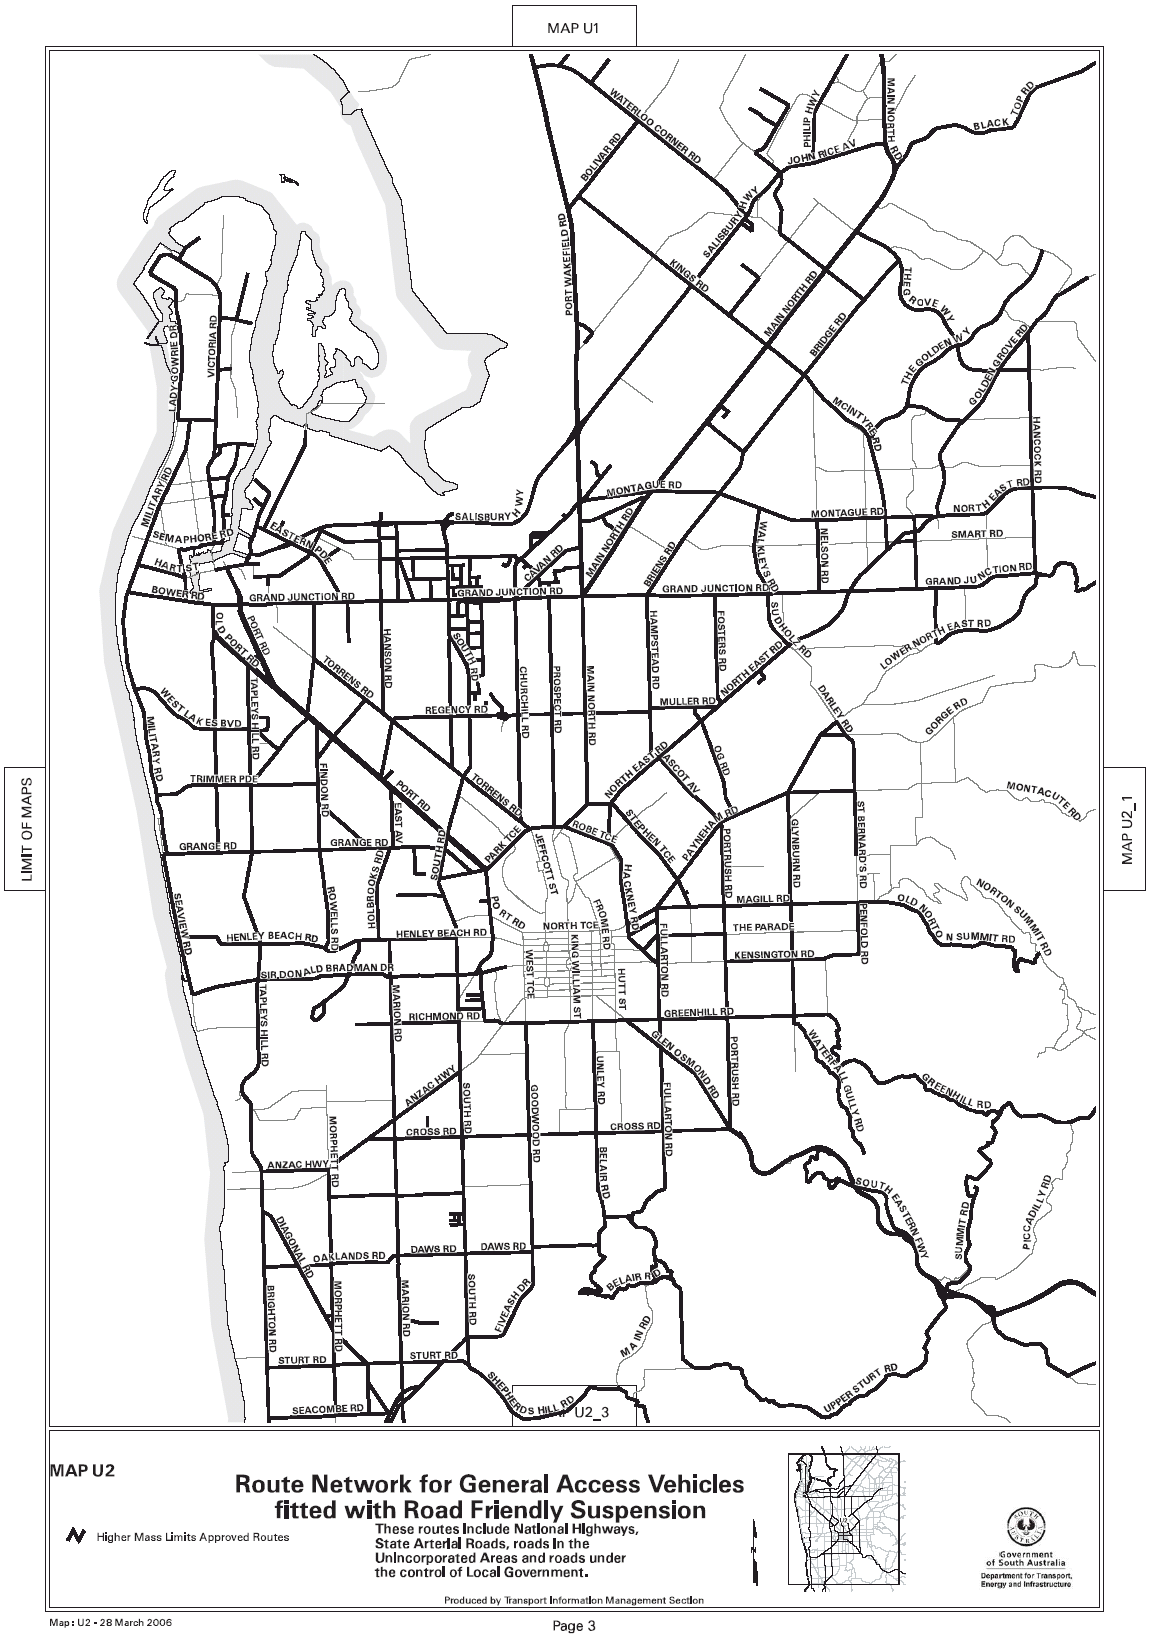 MAP U1
WATERLOO CORNER RD
BOLIVAR RD
PHILIP HWY
MAIN NORTH RD
BLACK TOP RD
JOHN RICE AV
SALISBURY HWY
PORT WAKEFIELD RD
KINGS RD
MAIN NORTH RD
BRIDGE RD
THE GROVE WY
THE GOLDEN WY
GOLDEN GROVE RD
LADY GOWRIE DR
VICTORIA RD
MCINTYRE RD
HANCOCK RD
MILITARY RD
SEMAPHORE RD
HART ST
BOWER RD
EASTERN PDE
SALISBURY HWY
MONTAGUE RD
MAIN NORTH RD
CAVAN RD
BRIENS RD
WALKLEYS RD
MONTAGUE RD
NELSON RD
NORTH EAST RD
SMART RD
GRAND JUNCTION RD
GRAND JUNCTION RD
GRAND JUNCTION RD
GRAND JUNCTION RD
OLD PORT RD
PORT RD
TORRENS RD
HANSON RD
SOUTH RD
CHURCHILL RD
PROSPECT RD
MAIN NORTH RD
HAMPSTEAD RD
FOSTERS RD
SUDHOLZ RD
LOWER NORTH EAST RD
NORTH EAST RD
MULLER RD
REGENCY RD
WEST LAKES BVD
TAPLEYS HILL RD
MILITARY RD
DARLEY RD
GORGE RD
TRIMMER PDE
FINDON RD
PORT RD
EAST AV
TORRENS RD
NORTH EAST RD
ASCOT AV
OG RD
MONTACUTE RD
LIMIT OF MAPS
MAP U2_1
GRANGE RD
GRANGE RD
HOLBROOKS RD
SOUTH RD
PARK TCE
JEFFCOTT ST
ROBE TCE
STEPHEN TCE
PAYNEHAM RD
PORTRUSH RD
GLYNBURN RD
ST BERNARD'S RD
SEAVIEW RD
ROWELLS RD
PORT RD
HENLEY BEACH RD
HENLEY BEACH RD
NORTH TCE
FROME RD
HACKNEY RD
MAGILL RD
THE PARADE
KENSINGTON RD
PENFOLD RD
OLD NORTON SUMMIT RD
NORTON SUMMIT RD
SIR DONALD BRADMAN DR
WEST TCE
KING WILLIAM ST
HUTT ST
FULLARTON RD
TAPLEYS HILL RD
MARION RD
RICHMOND RD
GREENHILL RD
GLEN OSMOND RD
PORTRUSH RD
WATERFALL GULLY RD
GREENHILL RD
ANZAC HWY
SOUTH RD
GOODWOOD RD
UNLEY RD
FULLARTON RD
CROSS RD
CROSS RD
MORPHETT RD
ANZAC HWY
BELAIR RD
SOUTH EASTERN FWY
SUMMIT RD
PICCADILLY RD
DIAGONAL RD
OAKLANDS RD
DAWS RD
DAWS RD
BELAIR RD
BRIGHTON RD
MORPHETT RD
MARION RD
SOUTH RD
FIVEASH DR
MAIN RD
STURT RD
STURT RD
SHEPHERDS HILL RD
UPPER STURT RD
SEACOMBE RD
U2_3
MAP U2
Route Network for General Access Vehicles
fitted with Road Friendly Suspension
Higher Mass Limits Approved Routes
These routes include National Highways,
State Arterial Roads, roads in the
Unincorporated Areas and roads under
the control of Local Government.
N
SOUTH AUSTRALIA
Government
of South Australia
Department for Transport,
Energy and Infrastructure
Produced by Transport Information Management Section
Map : U2 - 28 March 2006
Page 3